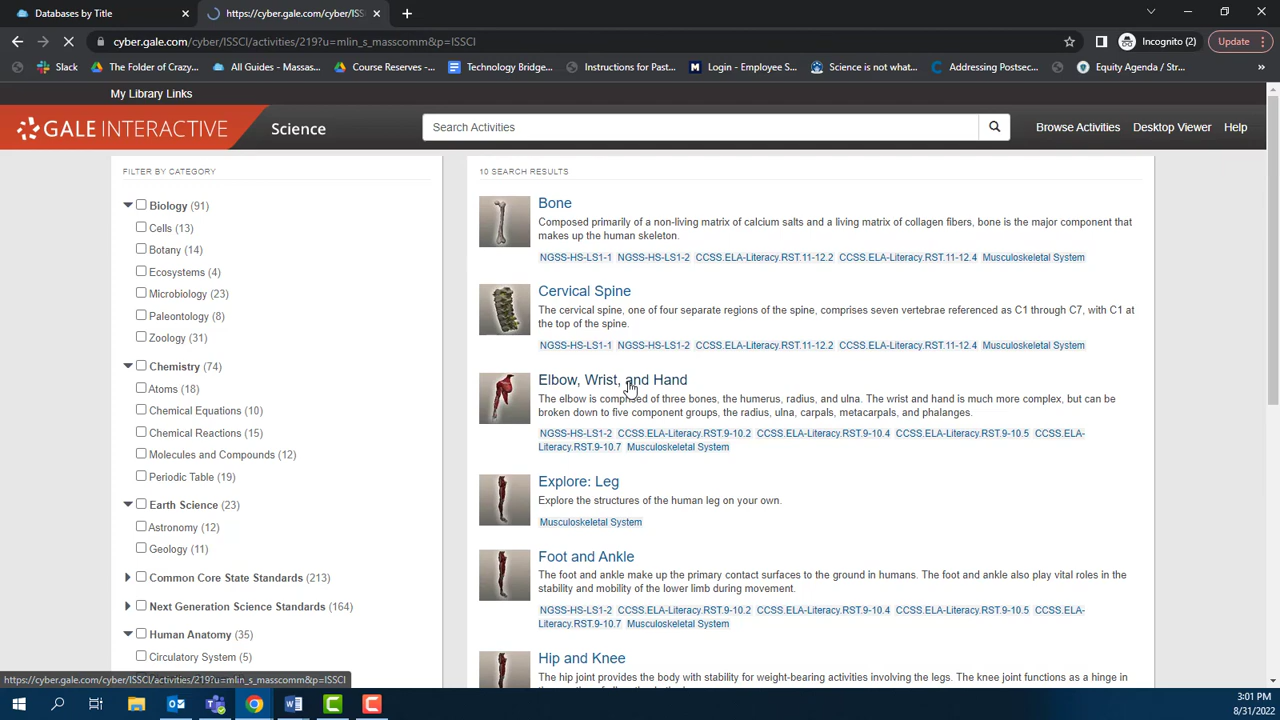 Databases by Title
https://cyber.gale.com/cyber/ISS
cyber.gale.com/cyber/ISSCI/activities/219?u=mlin_s_masscomm&p=ISSCI
Incognito (2)
Update
Slack
The Folder of Crazy...
All Guides - Massas...
Course Reserves -...
Technology Bridge...
Instructions for Past...
Login - Employee S...
Science is not what...
Addressing Postsec...
Equity Agenda / Str...
»
My Library Links
GALE INTERACTIVE
Science
Search Activities
Browse Activities
Desktop Viewer
Help
FILTER BY CATEGORY
Biology (91)
Cells (13)
Botany (14)
Ecosystems (4)
Microbiology (23)
Paleontology (8)
Zoology (31)
Chemistry (74)
Atoms (18)
Chemical Equations (10)
Chemical Reactions (15)
Molecules and Compounds (12)
Periodic Table (19)
Earth Science (23)
Astronomy (12)
Geology (11)
Common Core State Standards (213)
Next Generation Science Standards (164)
Human Anatomy (35)
Circulatory System (5)
10 SEARCH RESULTS
Bone
Composed primarily of a non-living matrix of calcium salts and a living matrix of collagen fibers, bone is the major component that
makes up the human skeleton.
NGSS-HS-LS1-1 NGSS-HS-LS1-2 CCSS.ELA-Literacy.RST.11-12.2 CCSS.ELA-Literacy.RST.11-12.4 Musculoskeletal System
Cervical Spine
The cervical spine, one of four separate regions of the spine, comprises seven vertebrae referenced as C1 through C7, with C1 at
the top of the spine.
NGSS-HS-LS1-1 NGSS-HS-LS1-2 CCSS.ELA-Literacy.RST.11-12.2 CCSS.ELA-Literacy.RST.11-12.4 Musculoskeletal System
Elbow, Wrist, and Hand
The elbow is comprised of three bones, the humerus, radius, and ulna. The wrist and hand is much more complex, but can be
broken down to five component groups, the radius, ulna, carpals, metacarpals, and phalanges.
NGSS-HS-LS1-2 CCSS.ELA-Literacy.RST.9-10.2 CCSS.ELA-Literacy.RST.9-10.4 CCSS.ELA-Literacy.RST.9-10.5 CCSS.ELA-
Literacy.RST.9-10.7 Musculoskeletal System
Explore: Leg
Explore the structures of the human leg on your own.
Musculoskeletal System
Foot and Ankle
The foot and ankle make up the primary contact surfaces to the ground in humans. The foot and ankle also play vital roles in the
stability and mobility of the lower limb during movement.
NGSS-HS-LS1-2 CCSS.ELA-Literacy.RST.9-10.2 CCSS.ELA-Literacy.RST.9-10.4 CCSS.ELA-Literacy.RST.9-10.5 CCSS.ELA-
Literacy.RST.9-10.7 Musculoskeletal System
Hip and Knee
The hip joint provides the body with stability for weight-bearing activities involving the legs. The knee joint functions as a hinge in
https://cyber.gale.com/cyber/ISSCI/activities/219?u=mlin_s_masscomm&p=ISSCI
3:01 PM
8/31/2022